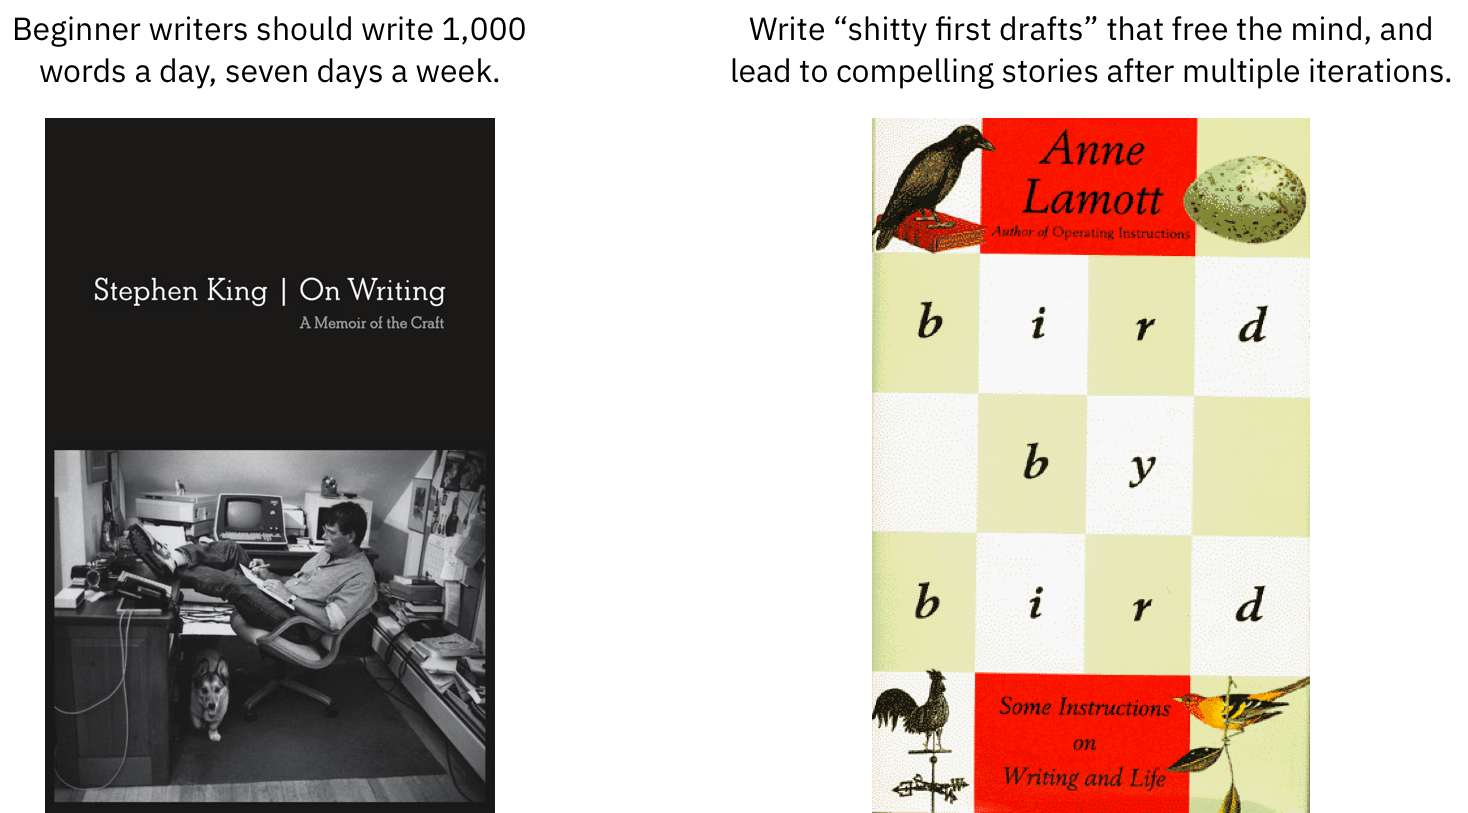 Beginner writers should write 1,000
words a day, seven days a week.
Write “shitty first drafts” that free the mind, and
lead to compelling stories after multiple iterations.
Stephen King | On Writing
A Memoir of the Craft
Anne
Lamott
Author of Operating Instructions
b i r d
b y
b i r d
Some Instructions
on
Writing and Life